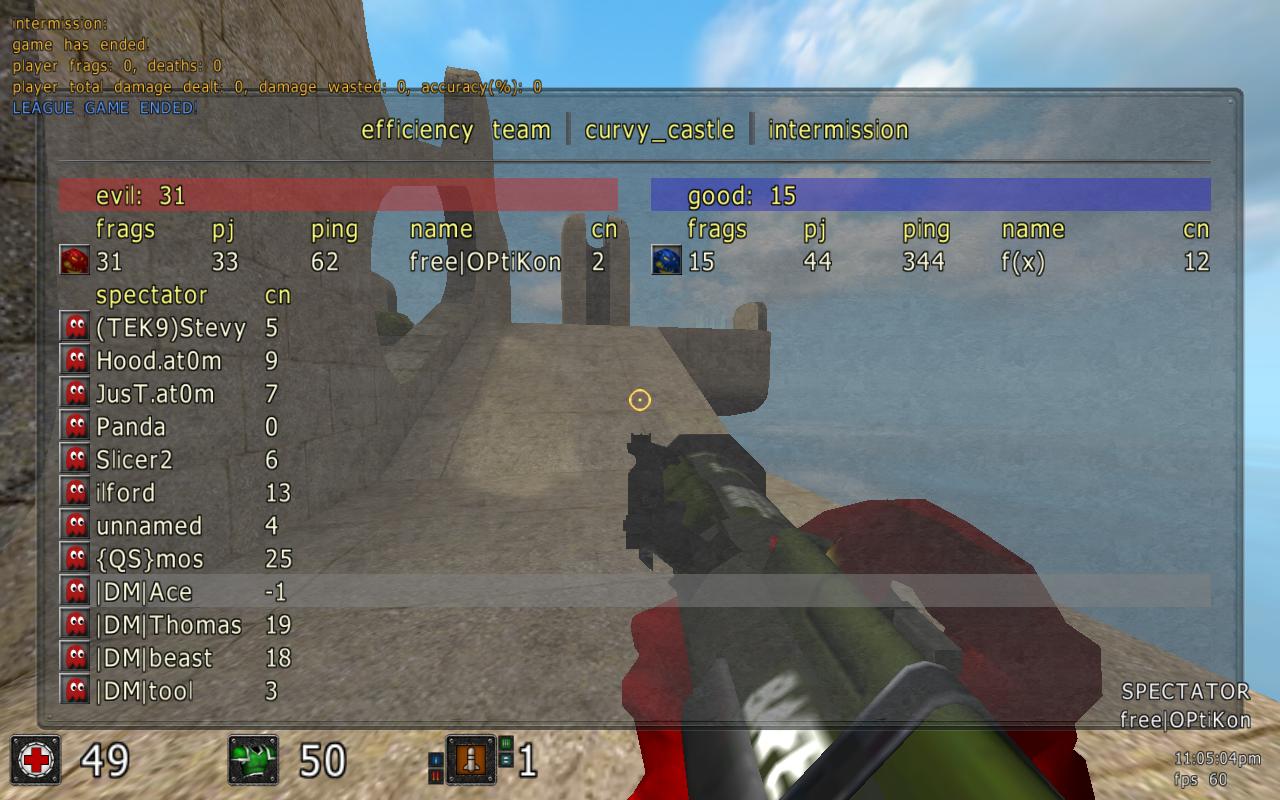 intermission:
game has ended!
player frags: 0, deaths: 0
player total damage dealt: 0, damage wasted: 0, accuracy(%): 0
LEAGUE GAME ENDED!
efficiency team | curvy_castle | intermission
evil: 31
frags pj ping name cn
31 33 62 free|OPtiKon 2
good: 15
frags pj ping name cn
15 44 344 f(x) 12
spectator cn
(TEK9)Stevy 5
Hood.at0m 9
JusT.at0m 7
Panda 0
Slicer2 6
ilford 13
unnamed 4
{QS}mos 25
|DM|Ace -1
|DM|Thomas 19
|DM|beast 18
|DM|tool 3
SPECTATOR
free|OPtiKon
49 50 1
11:05:04pm
fps 60